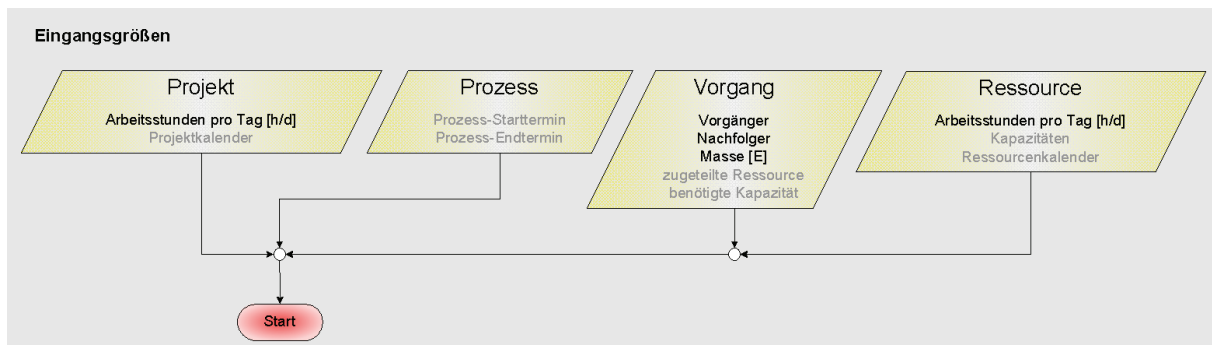 Eingangsgrößen
Projekt
Arbeitsstunden pro Tag [h/d]
Projektkalender
Prozess
Prozess-Starttermin
Prozess-Endtermin
Vorgang
Vorgänger
Nachfolger
Masse [E]
zugeteilte Ressource
benötigte Kapazität
Ressource
Arbeitsstunden pro Tag [h/d]
Kapazitäten
Ressourcenkalender
Start